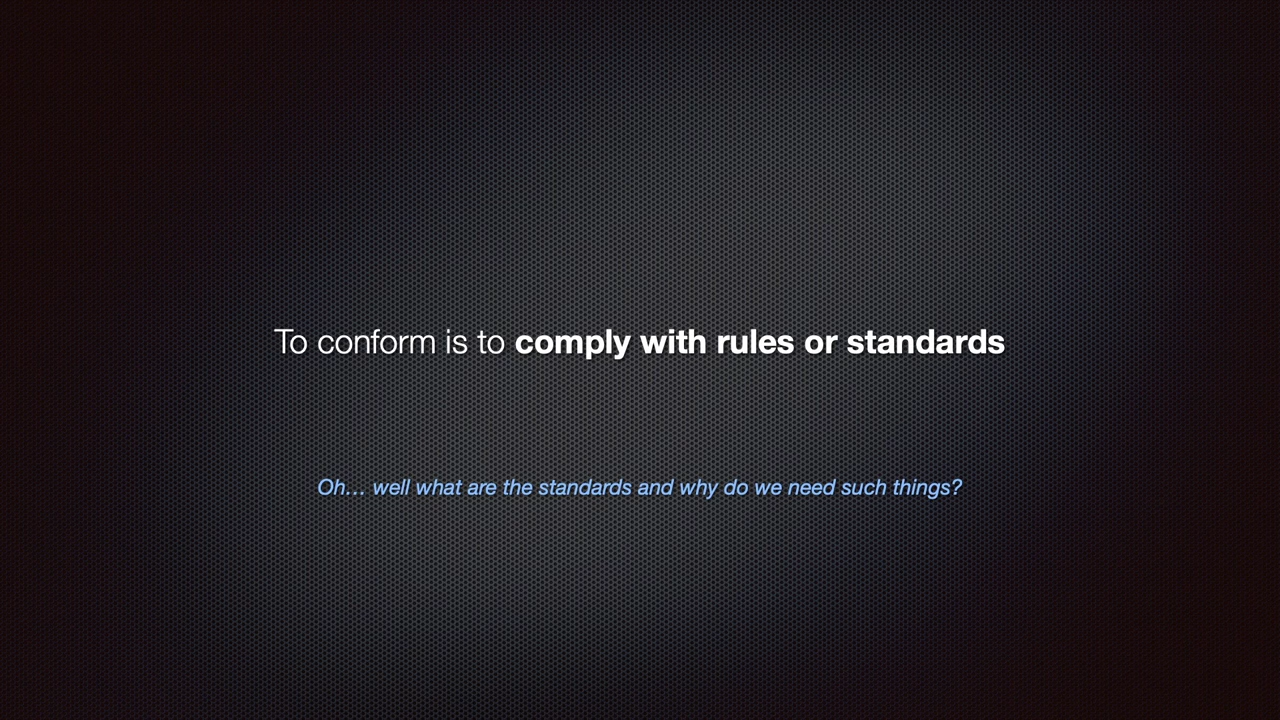 To conform is to comply with rules or standards
Oh… well what are the standards and why do we need such things?